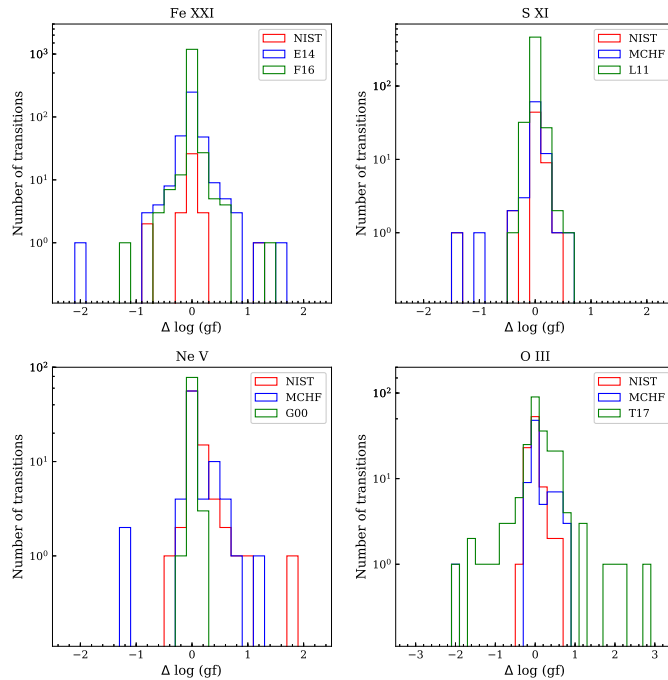 Fe XXI
Number of transitions
10³
10²
10¹
10⁰
NIST
E14
F16
−2 −1 0 1 2
Δ log (gf)
S XI
Number of transitions
10²
10²
10¹
10⁰
NIST
MCHF
L11
−2 −1 0 1 2
Δ log (gf)
Ne V
Number of transitions
10²
10²
10¹
10⁰
NIST
MCHF
G00
−2 −1 0 1 2
Δ log (gf)
O III
Number of transitions
10²
10²
10¹
10⁰
NIST
MCHF
T17
−3 −2 −1 0 1 2 3
Δ log (gf)